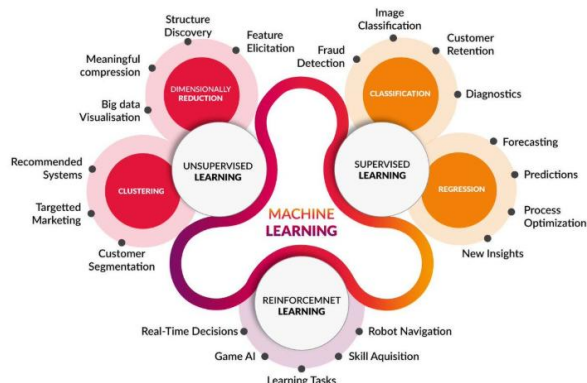 Structure
Discovery
Feature
Elicitation
Meaningful
compression
Big data
Visualisation
DIMENSIONALLY
REDUCTION
Recommended
Systems
Targetted
Marketing
Customer
Segmentation
CLUSTERING
UNSUPERVISED
LEARNING
Image
Classification
Fraud
Detection
Customer
Retention
Diagnostics
CLASSIFICATION
SUPERVISED
LEARNING
Forecasting
Predictions
Process
Optimization
New Insights
REGRESSION
MACHINE
LEARNING
REINFORCEMNET
LEARNING
Real-Time Decisions
Game AI
Learning Tasks
Skill Aquisition
Robot Navigation